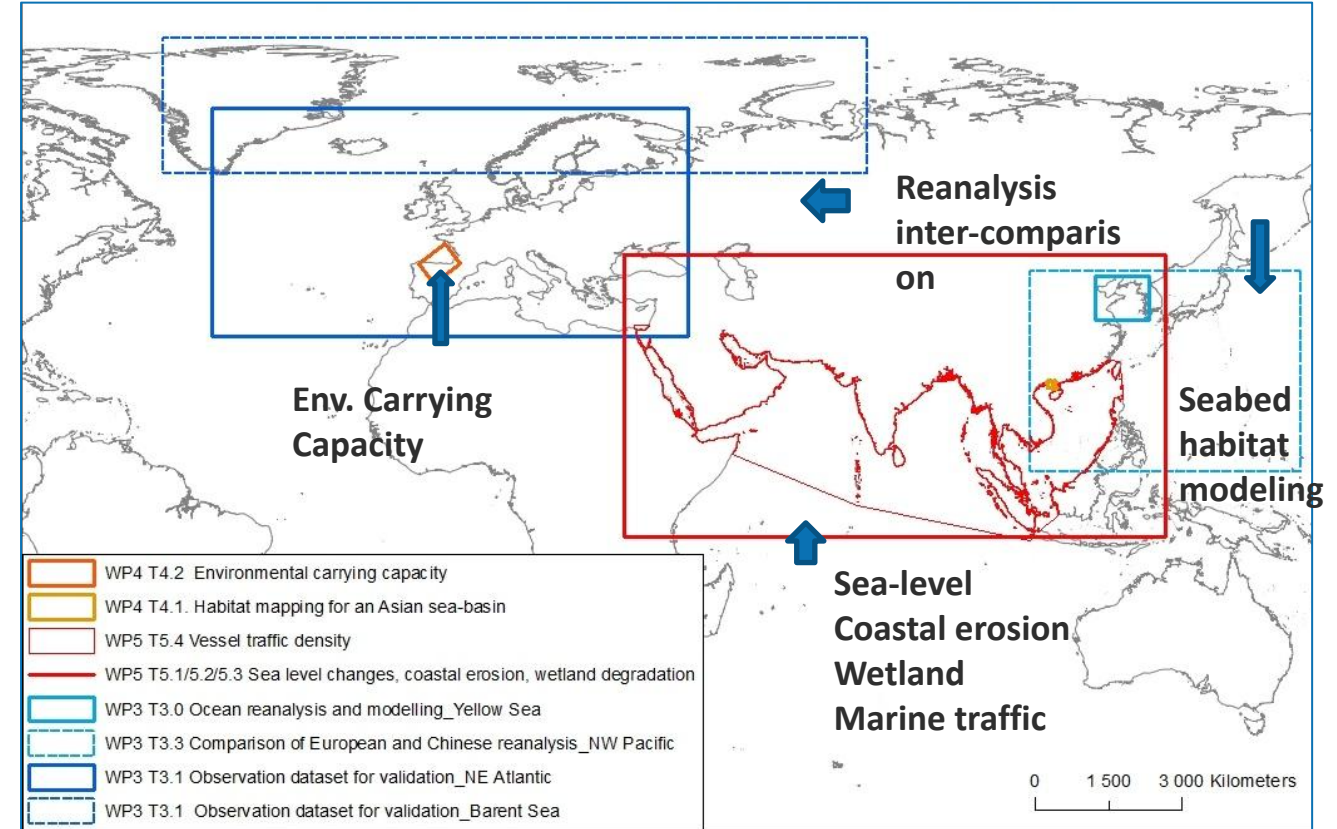 Reanalysis
inter-comparis
on
Env. Carrying
Capacity
Seabed
habitat
modeling
Sea-level
Coastal erosion
Wetland
Marine traffic
WP4 T4.2 Environmental carrying capacity
WP4 T4.1. Habitat mapping for an Asian sea-basin
WP5 T5.4 Vessel traffic density
WP5 T5.1/5.2/5.3 Sea level changes, coastal erosion, wetland degradation
WP3 T3.0 Ocean reanalysis and modelling_Yellow Sea
WP3 T3.3 Comparison of European and Chinese reanalysis_NW Pacific
WP3 T3.1 Observation dataset for validation_NE Atlantic
WP3 T3.1 Observation dataset for validation_Barent Sea
0 1 500 3 000 Kilometers